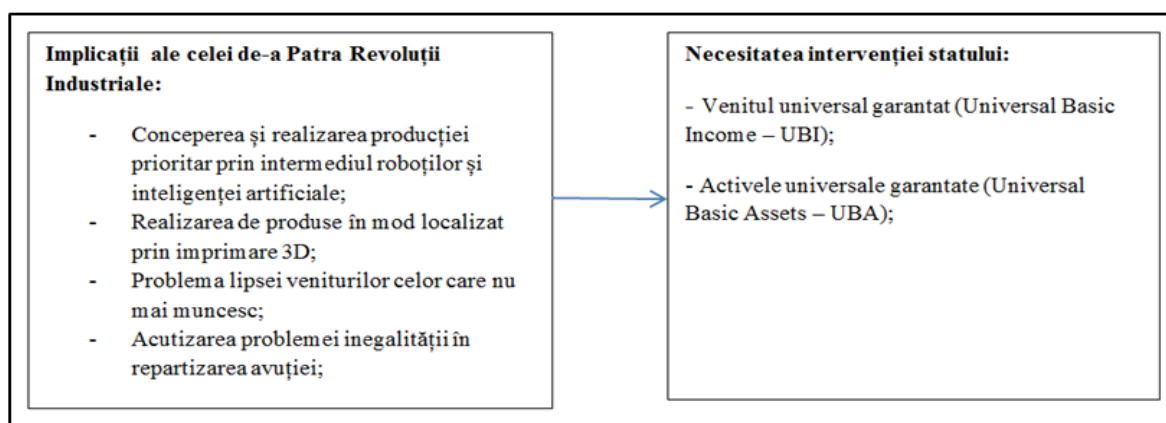 Implicații ale celei de-a Patra Revoluții
Industriale:
- Conceperea și realizarea producției
prioritar prin intermediul roboților și
inteligenței artificiale;
- Realizarea de produse în mod localizat
prin imprimare 3D;
- Problema lipsei veniturilor celor care nu
mai muncesc;
- Acutizarea problemei inegalității în
repartizarea avuției;
Necesitatea intervenției statului:
- Venitul universal garantat (Universal Basic
Income – UBI);
- Activele universale garantate (Universal
Basic Assets – UBA);